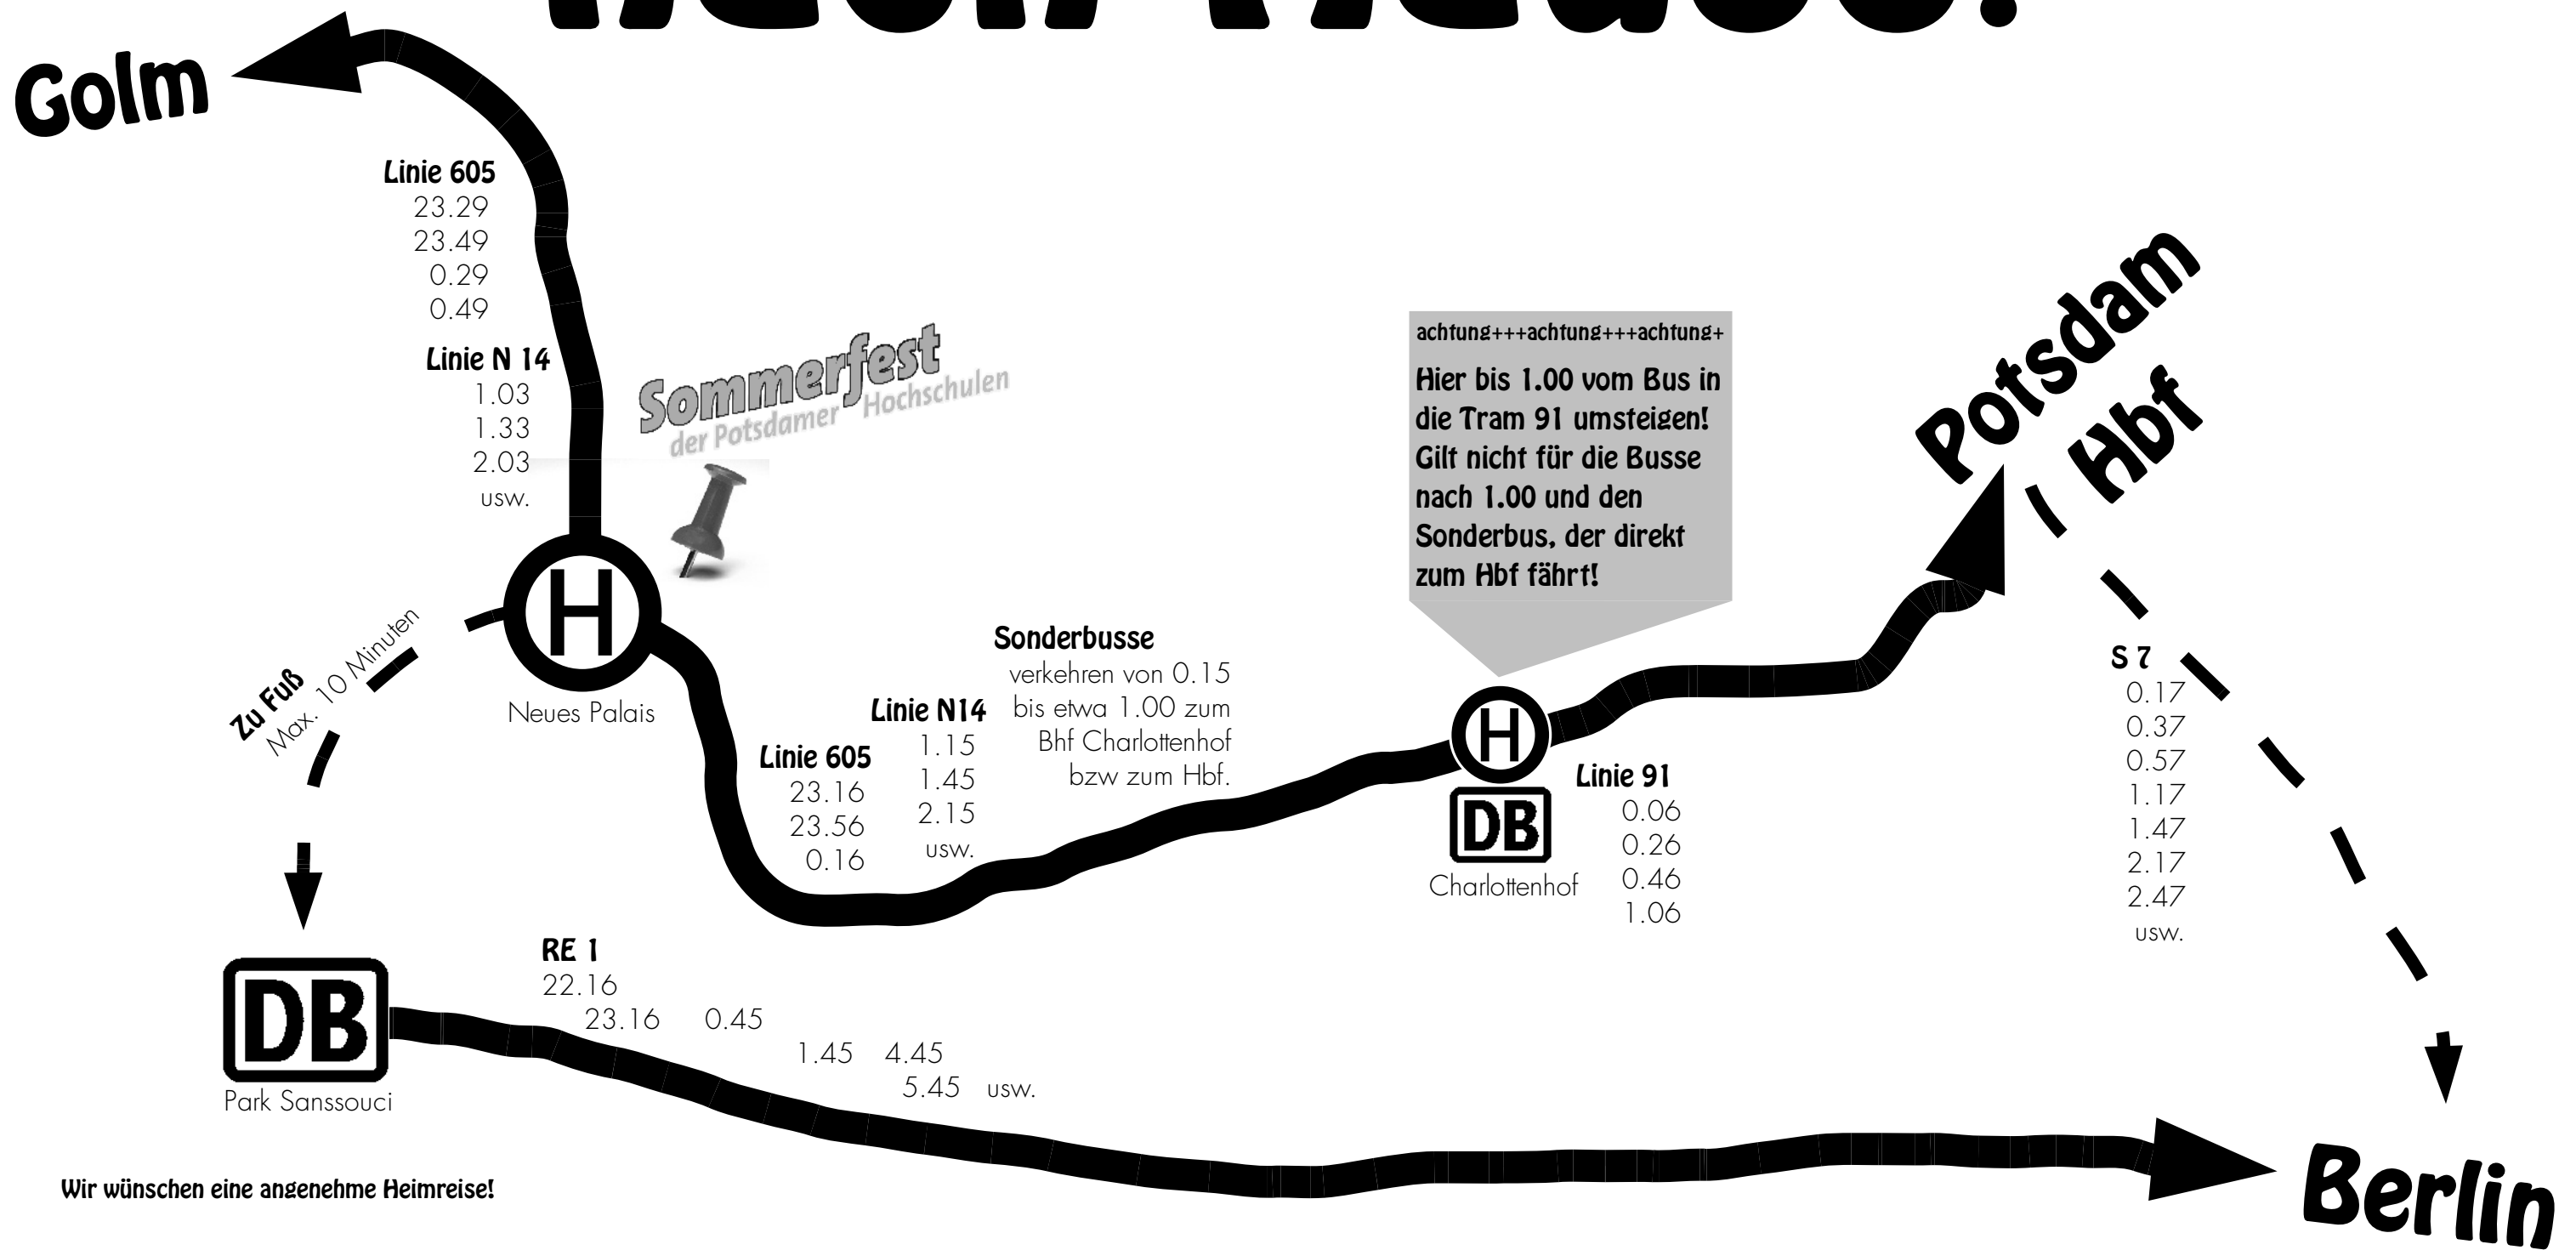 Golm
Linie 605
23.29
23.49
0.29
0.49
Linie N 14
1.03
1.33
2.03
usw.
Sommerfest
der Potsdamer Hochschulen
achtung+++achtung+++achtung+
Hier bis 1.00 vom Bus in
die Tram 91 umsteigen!
Gilt nicht für die Busse
nach 1.00 und den
Sonderbus, der direkt
zum Hbf fährt!
Potsdam
Hbf
H
Neues Palais
Zu Fuß
Max. 10 Minuten
Linie 605
23.16
23.56
0.16
Linie N14
1.15
1.45
2.15
usw.
Sonderbusse
verkehren von 0.15
bis etwa 1.00 zum
Bhf Charlottenhof
bzw zum Hbf.
H
DB
Charlottenhof
Linie 91
0.06
0.26
0.46
1.06
S 7
0.17
0.37
0.57
1.17
1.47
2.17
2.47
usw.
DB
Park Sanssouci
RE 1
22.16
23.16 0.45
1.45 4.45
5.45 usw.
Berlin
Wir wünschen eine angenehme Heimreise!